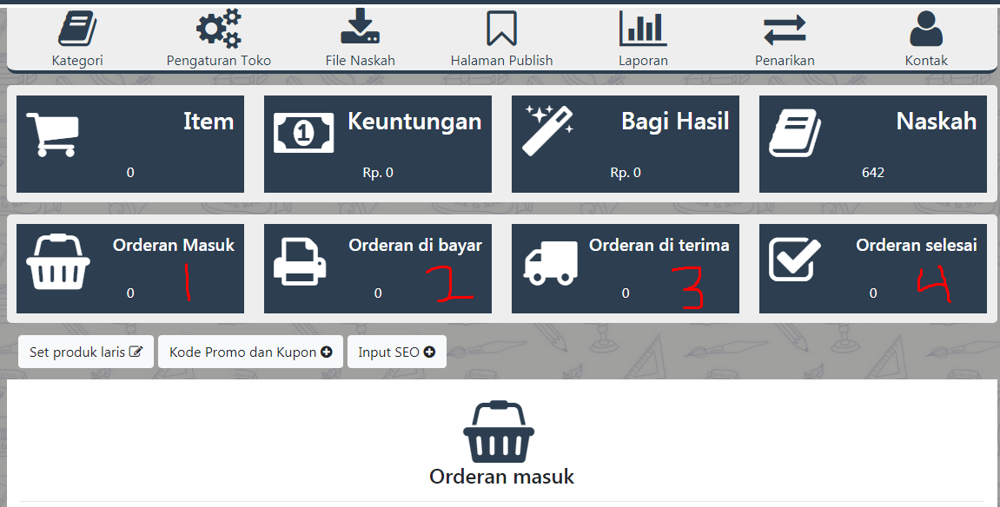 Kategori Pengaturan Toko File Naskah Halaman Publish Laporan Penarikan Kontak
Item 1 Keuntungan Bagi Hasil Naskah
0 Rp. 0 Rp. 0 642
Orderan Masuk Orderan di bayar Orderan di terima Orderan selesai
0 1 0 2 0 3 0 4
Set produk laris Kode Promo dan Kupon Input SEO
Orderan masuk